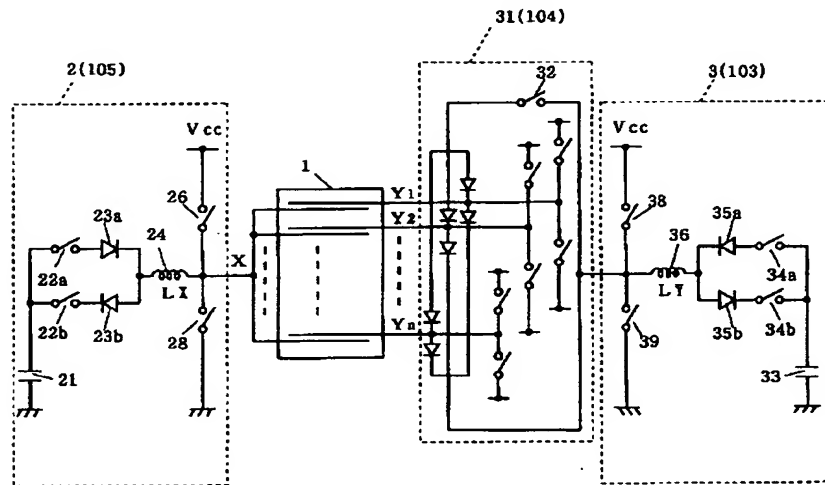 31(104)
2(105)
32
3(103)
Vcc
Vcc
1
26
23a
24
22a
LX
X
22b
23b
28
21
Y1
Y2
Yn
38
35a
36
34a
LY
35b
34b
39
33